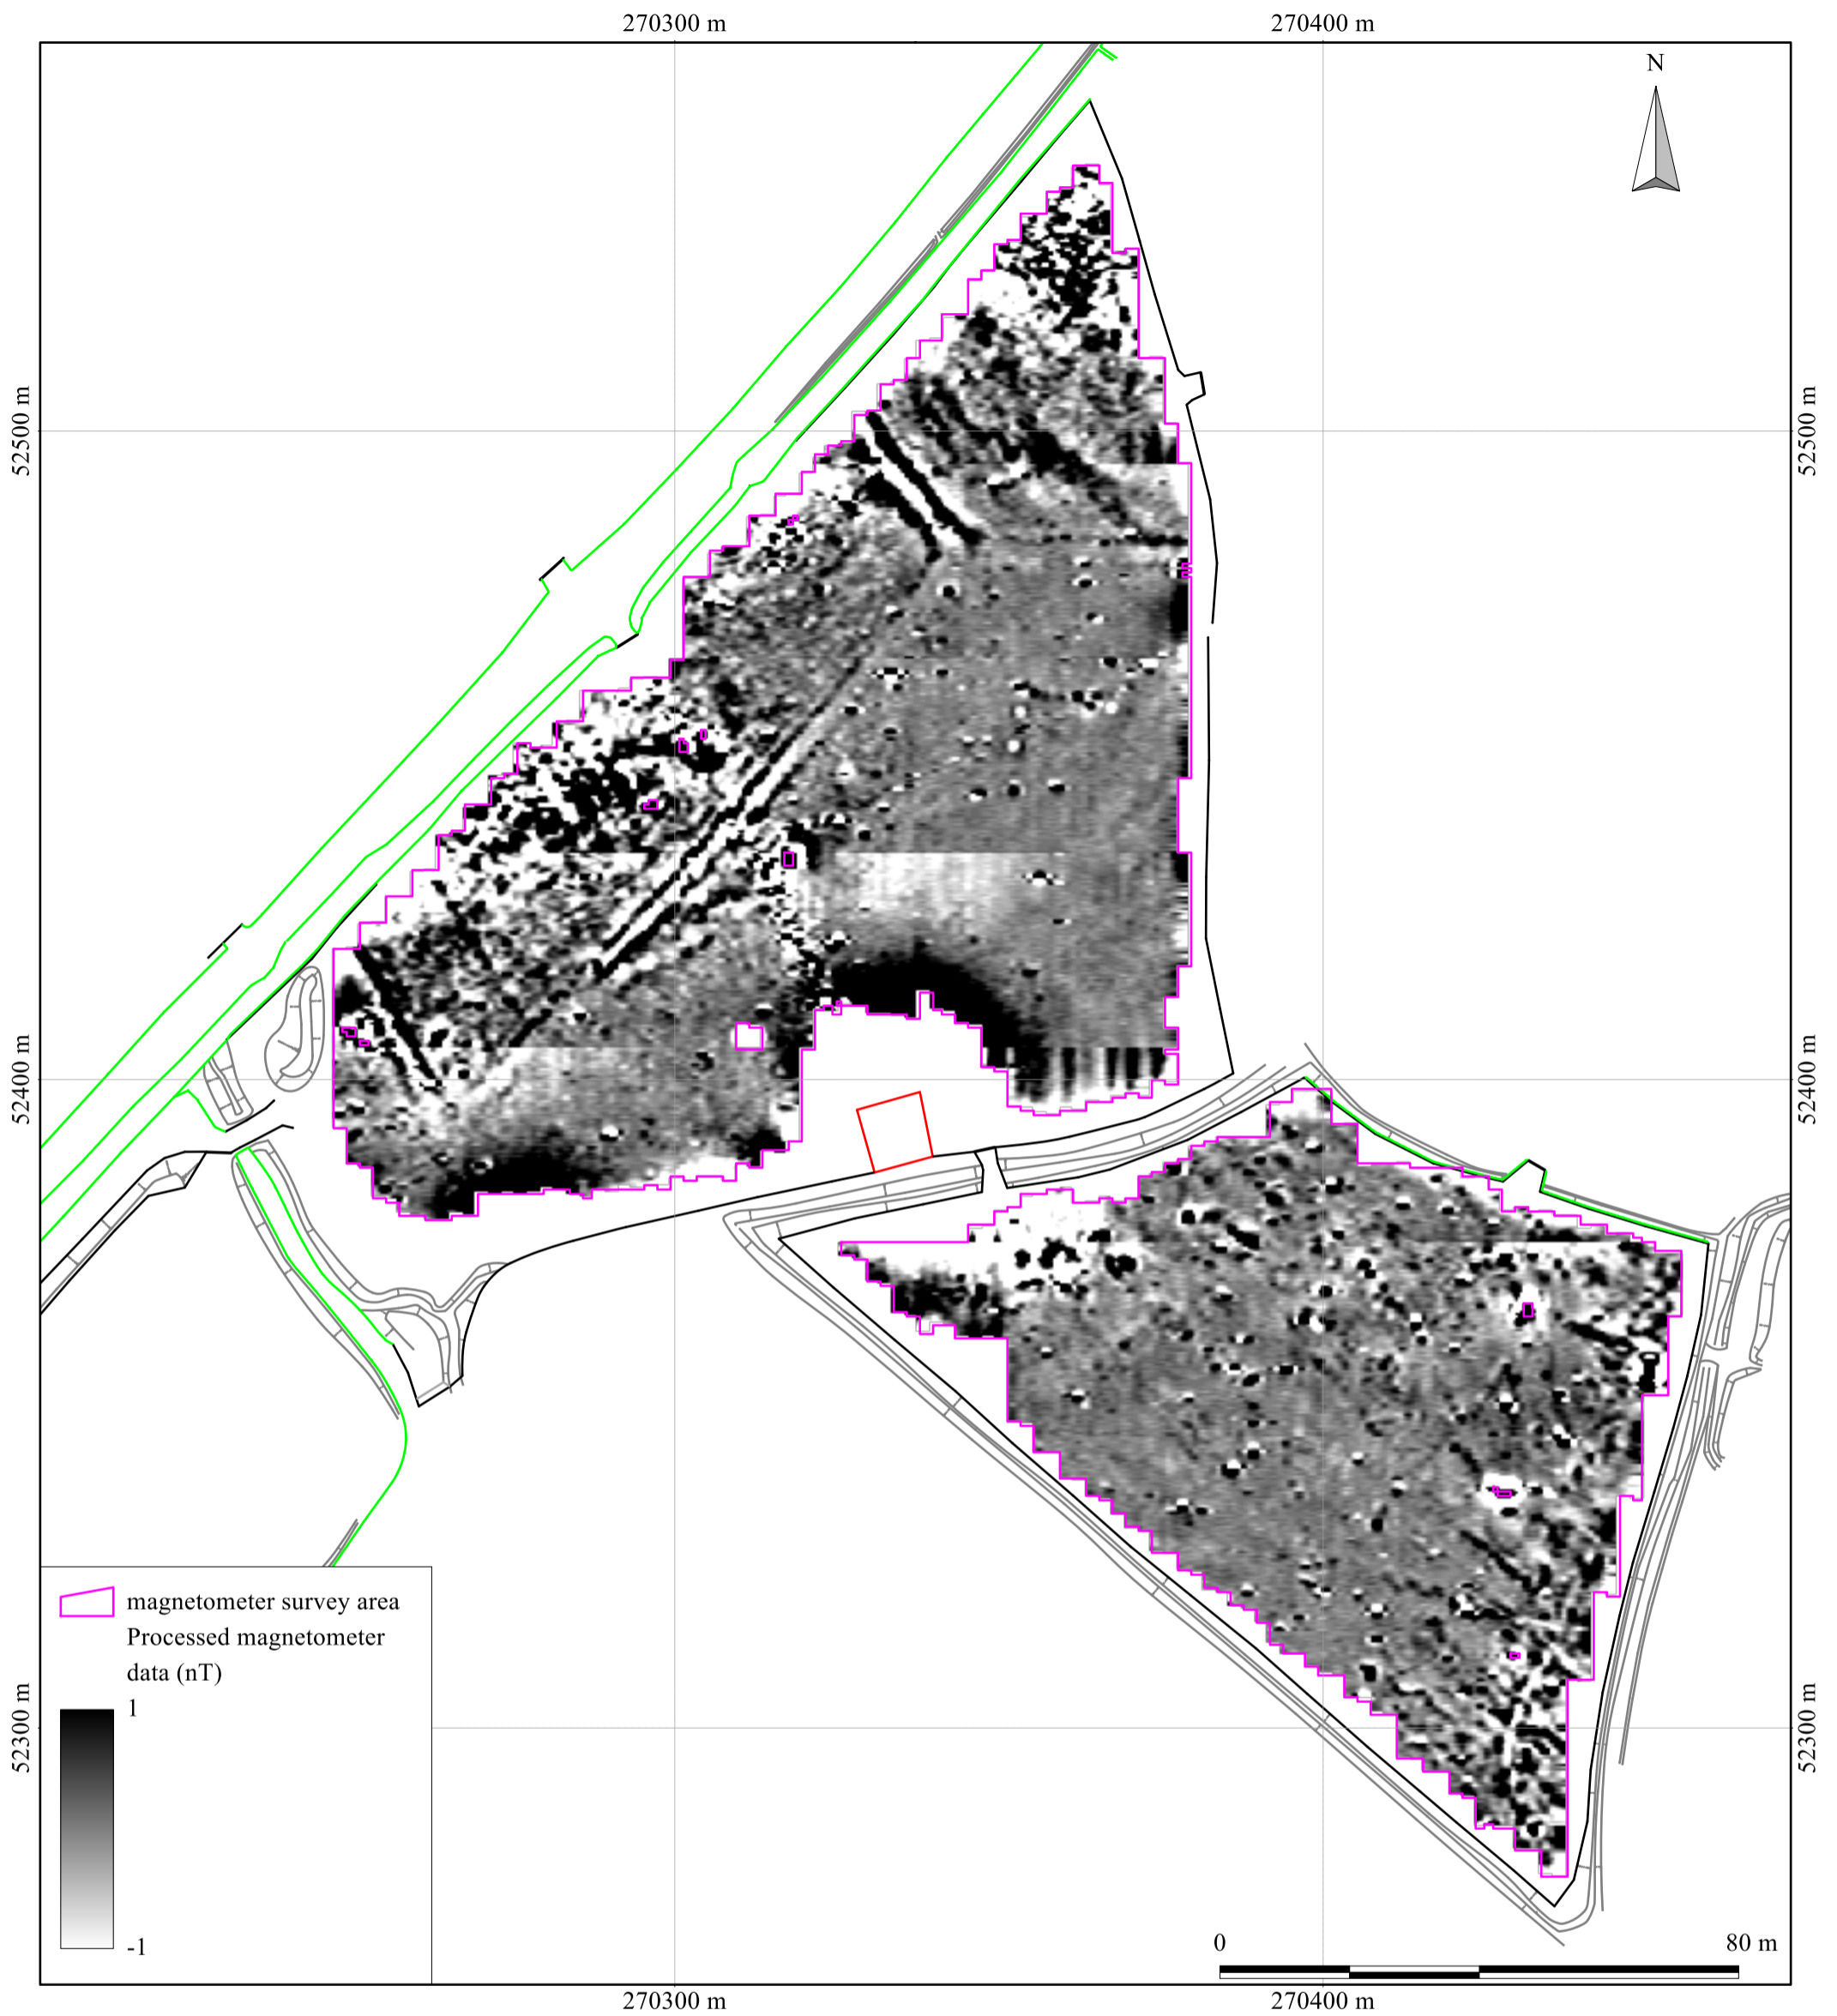 270300 m
270400 m
N
52500 m
52500 m
52400 m
52400 m
magnetometer survey area
Processed magnetometer
data (nT)
1
-1
52300 m
52300 m
0
80 m
270300 m
270400 m